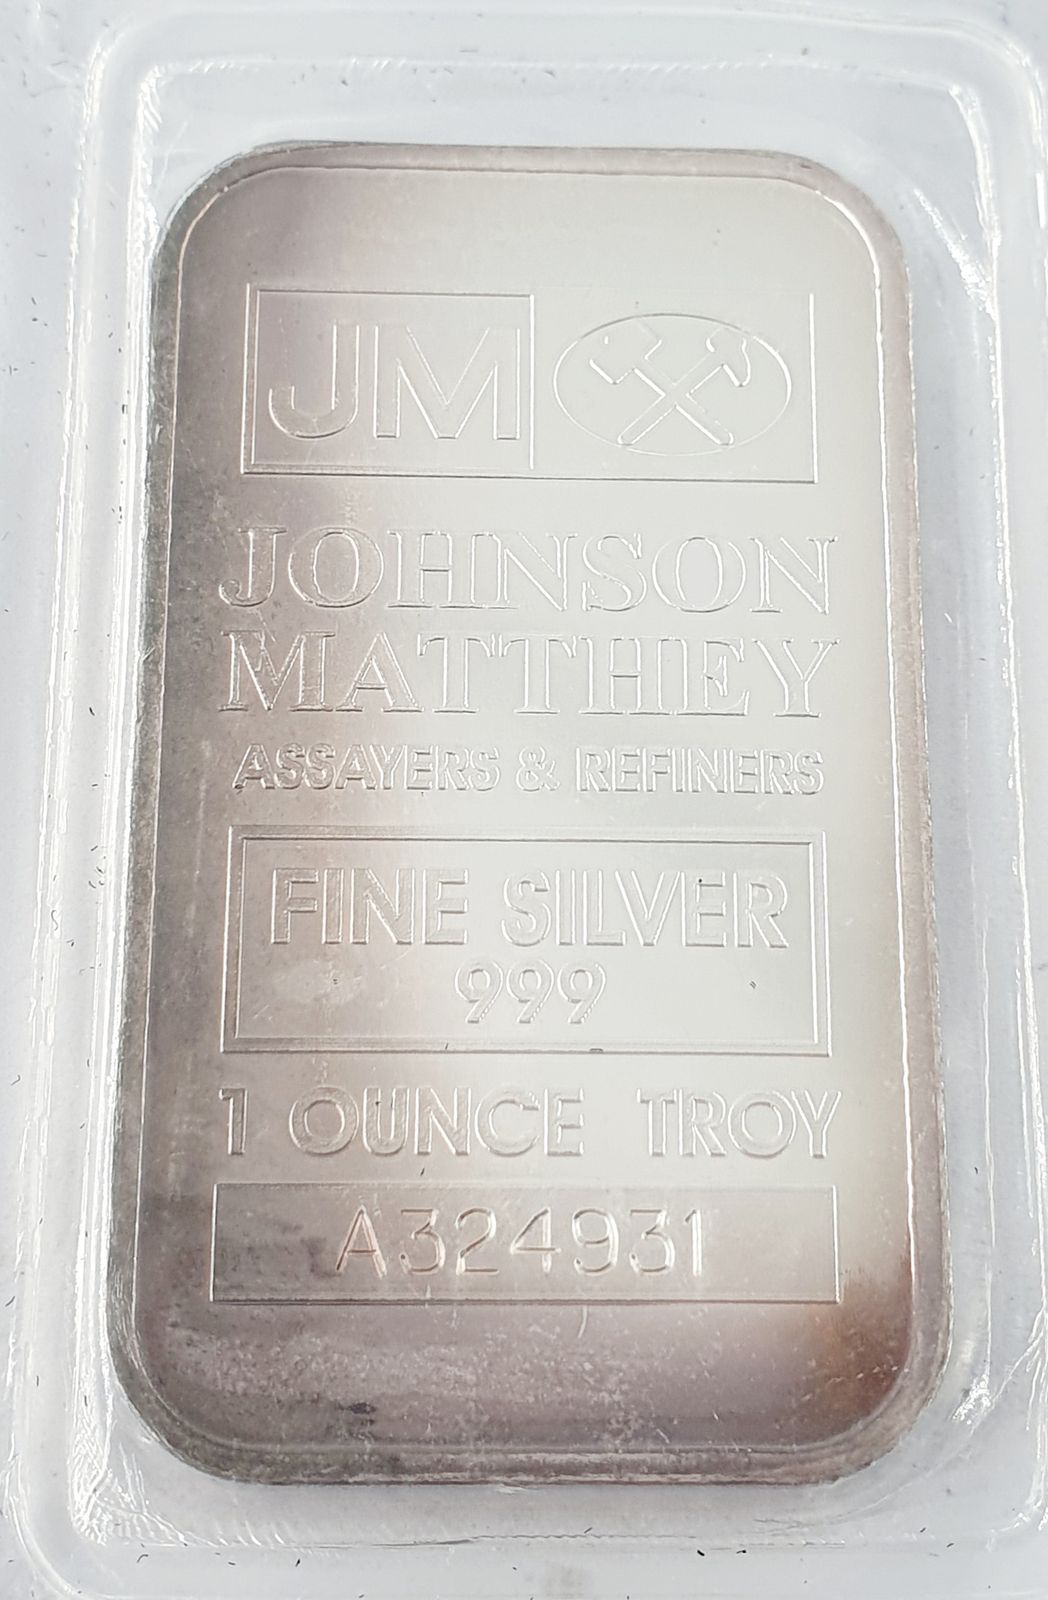 JM
JOHNSON
MATTHEY
ASSAYERS & REFINERS
FINE SILVER
999
1 OUNCE TROY
A324931